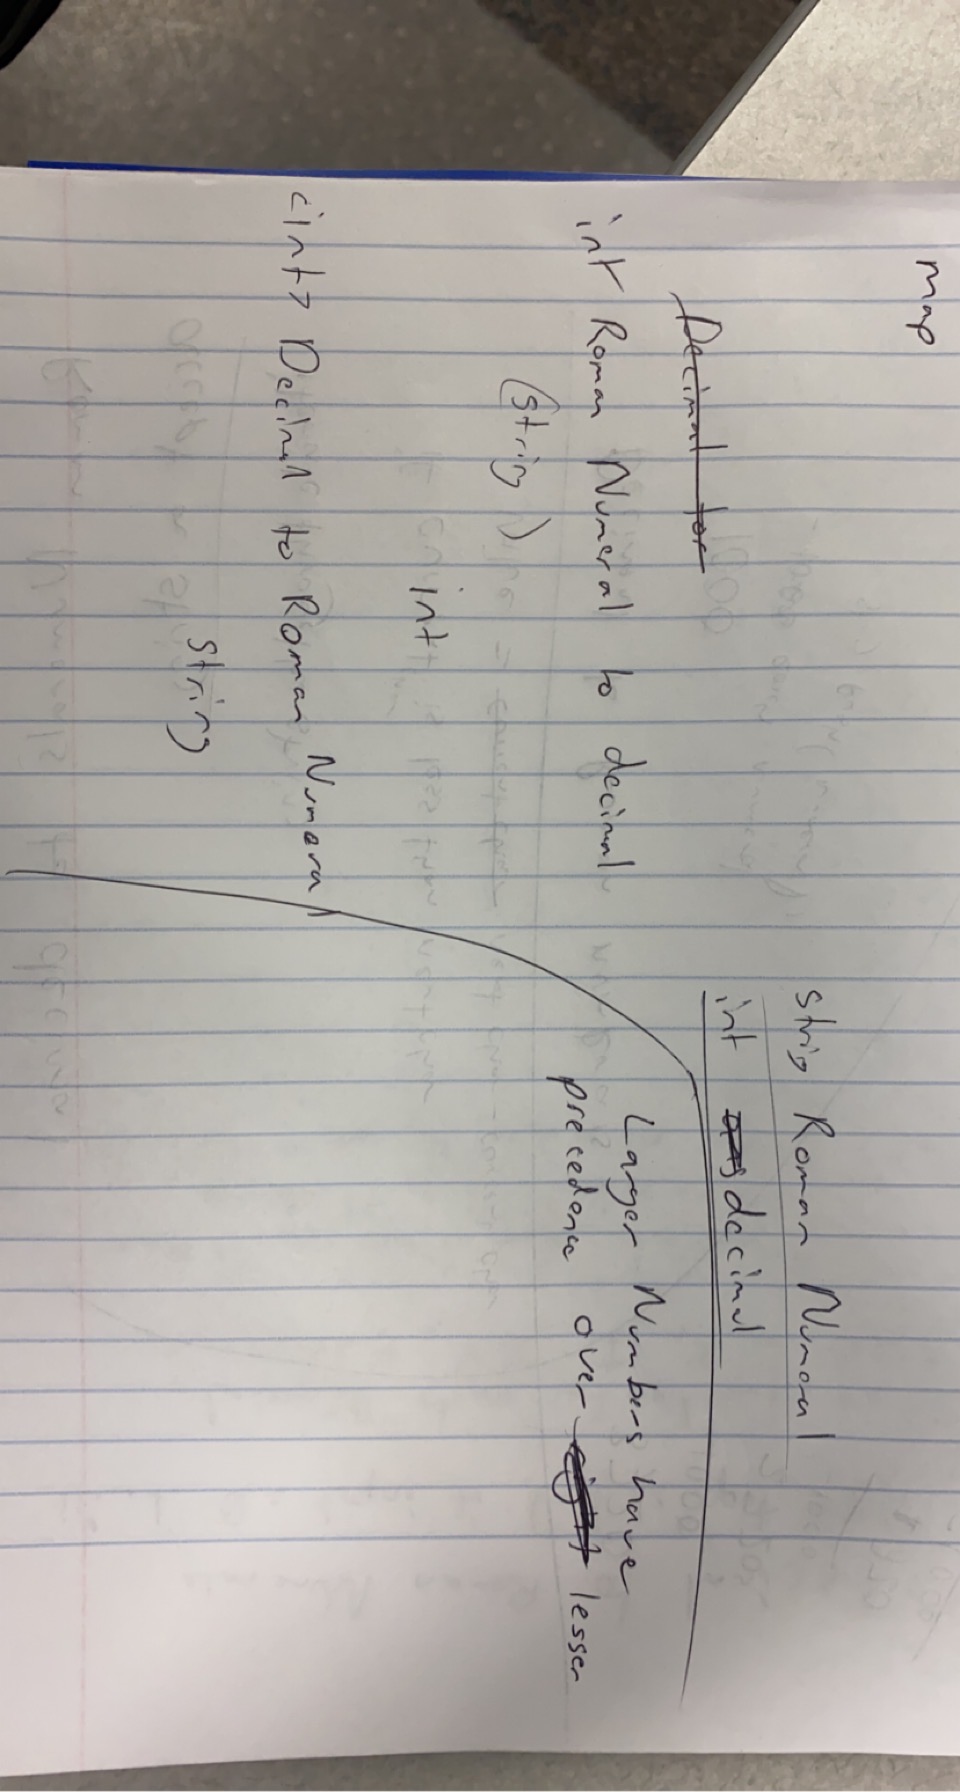 map
string Roman Numeral
int decimal
Decimal to
int Roman Numeral to decimal
(String)
int
Larger Numbers have
precedence over lesser
<int> Decimal to Roman Numeral
String